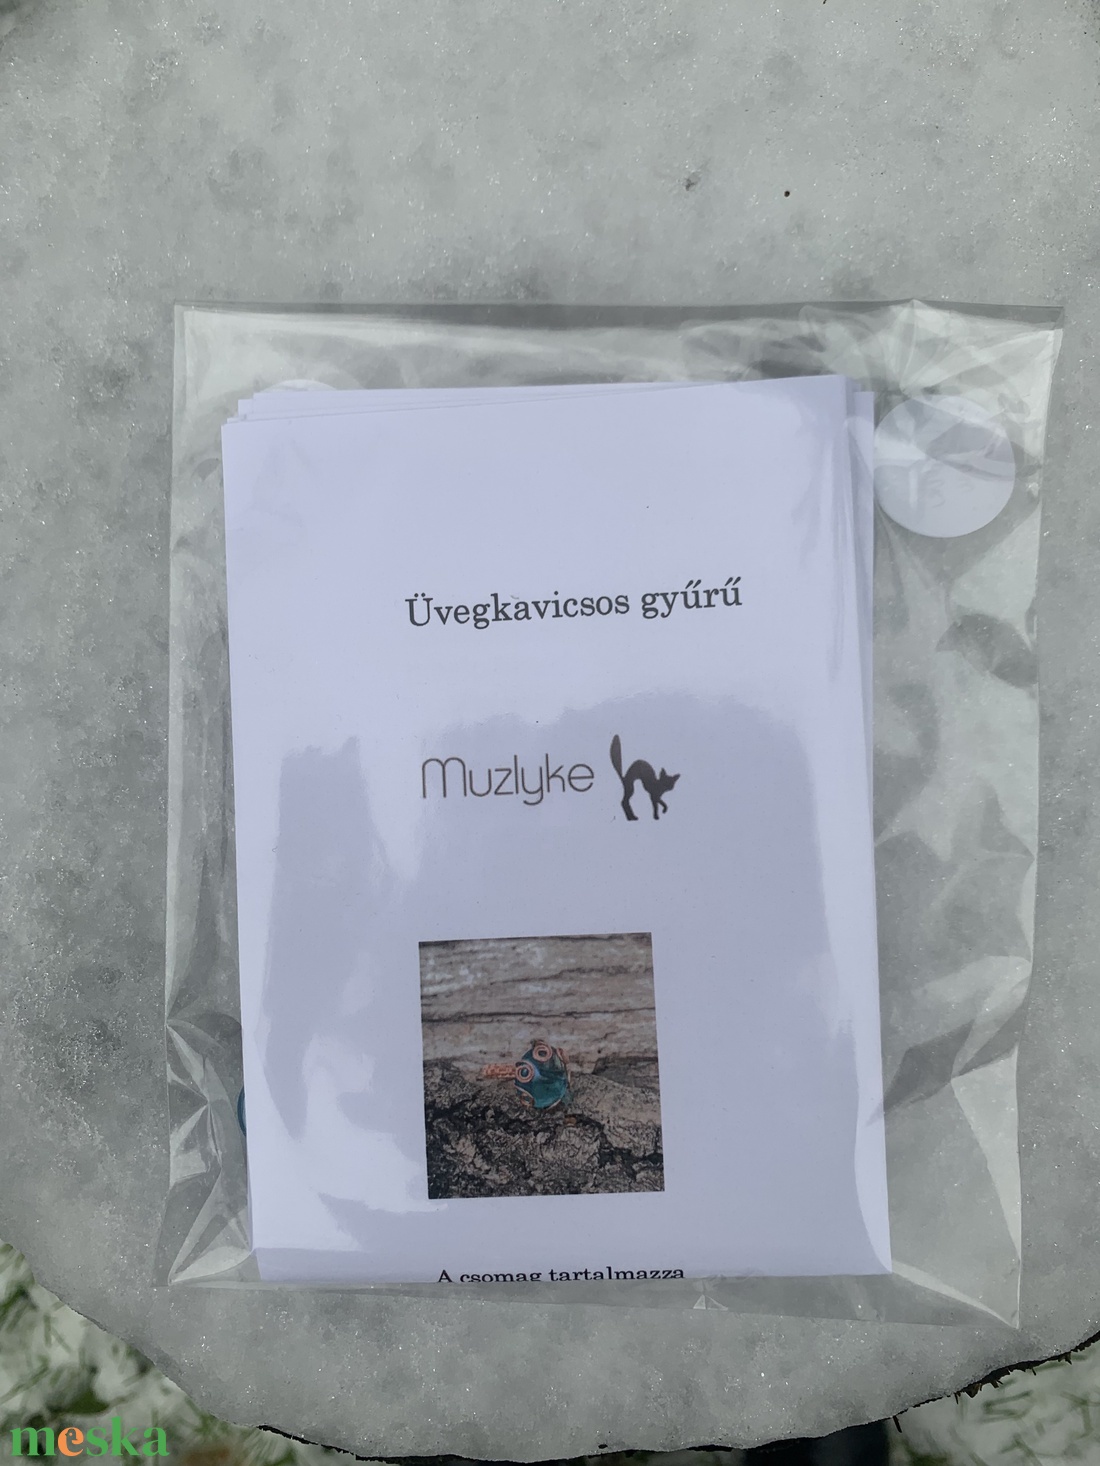 Üvegkavicsos gyűrű
Muzlyke
A csomag tartalmazza
meska